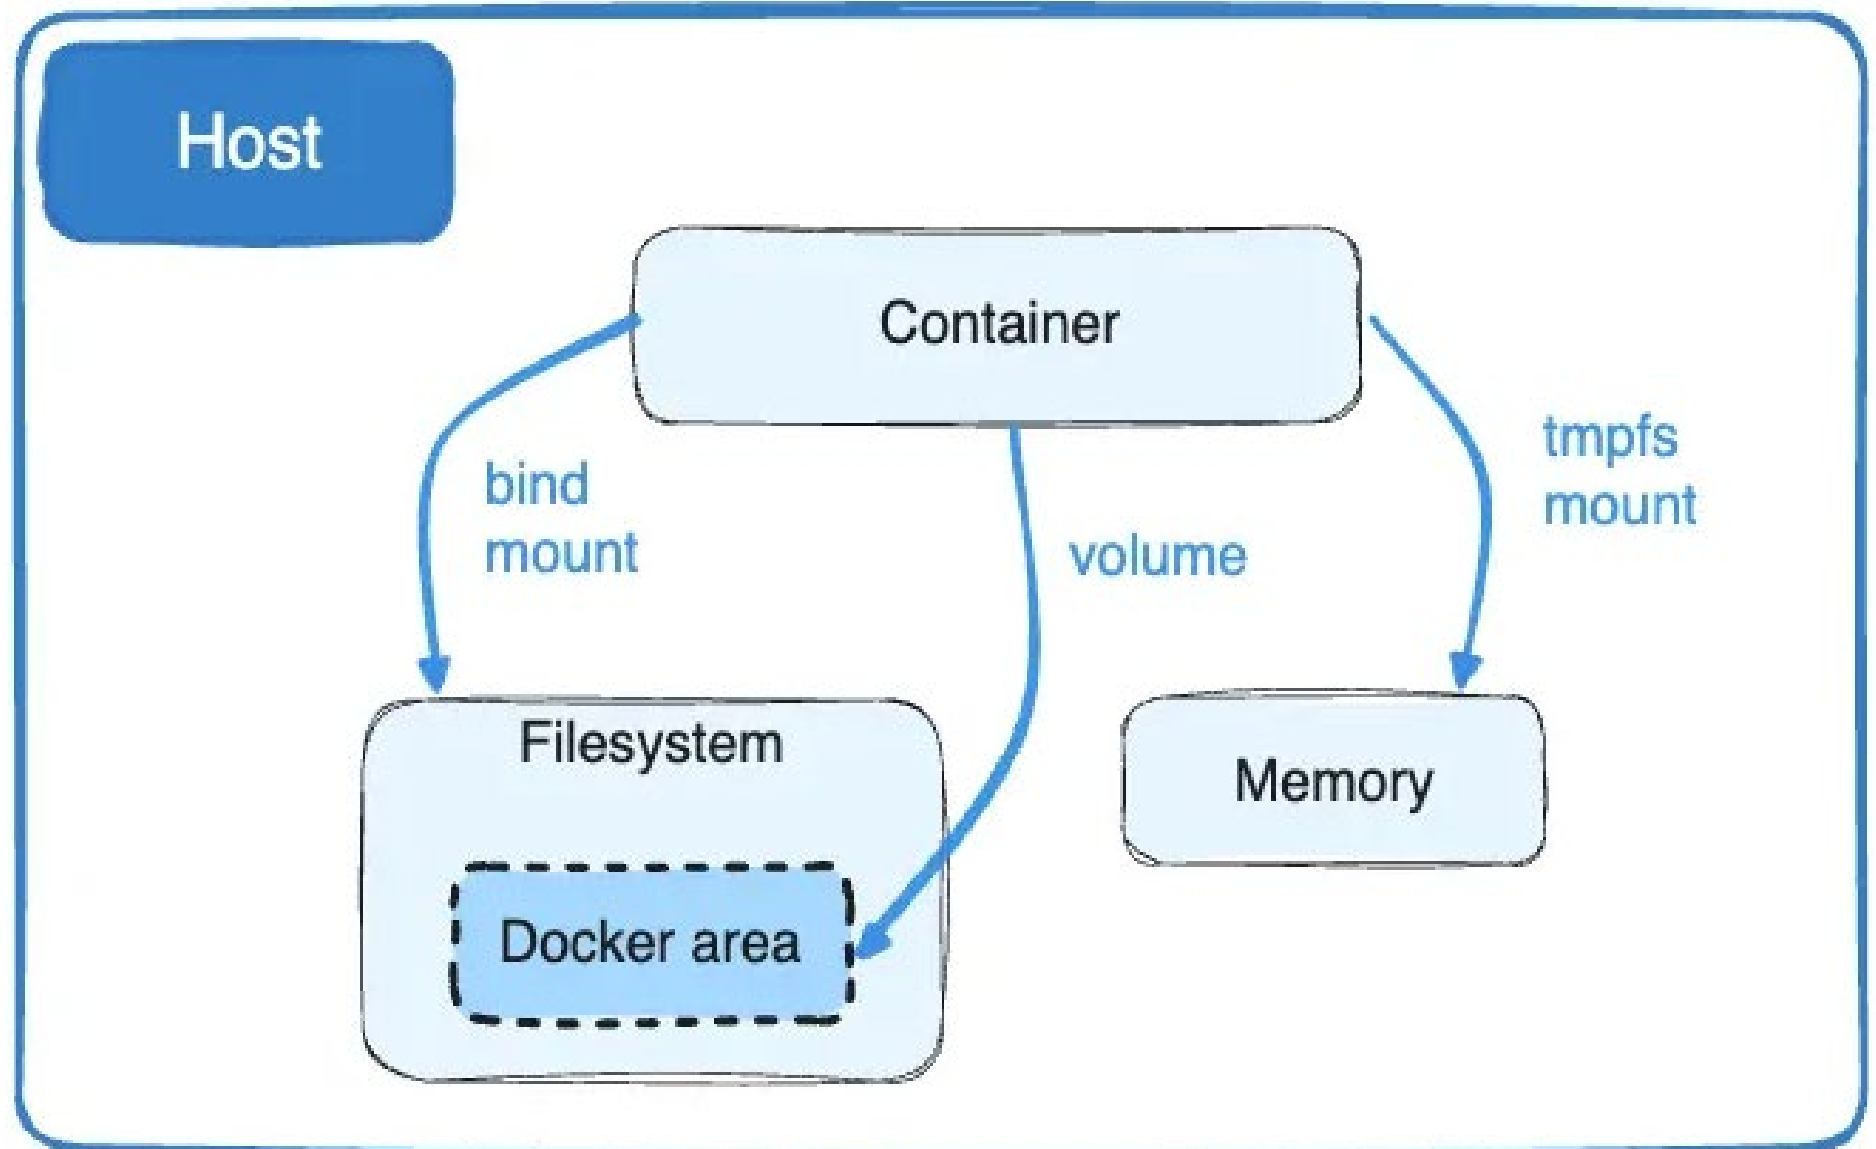 Host
Container
bind
mount
volume
tmpfs
mount
Filesystem
Docker area
Memory